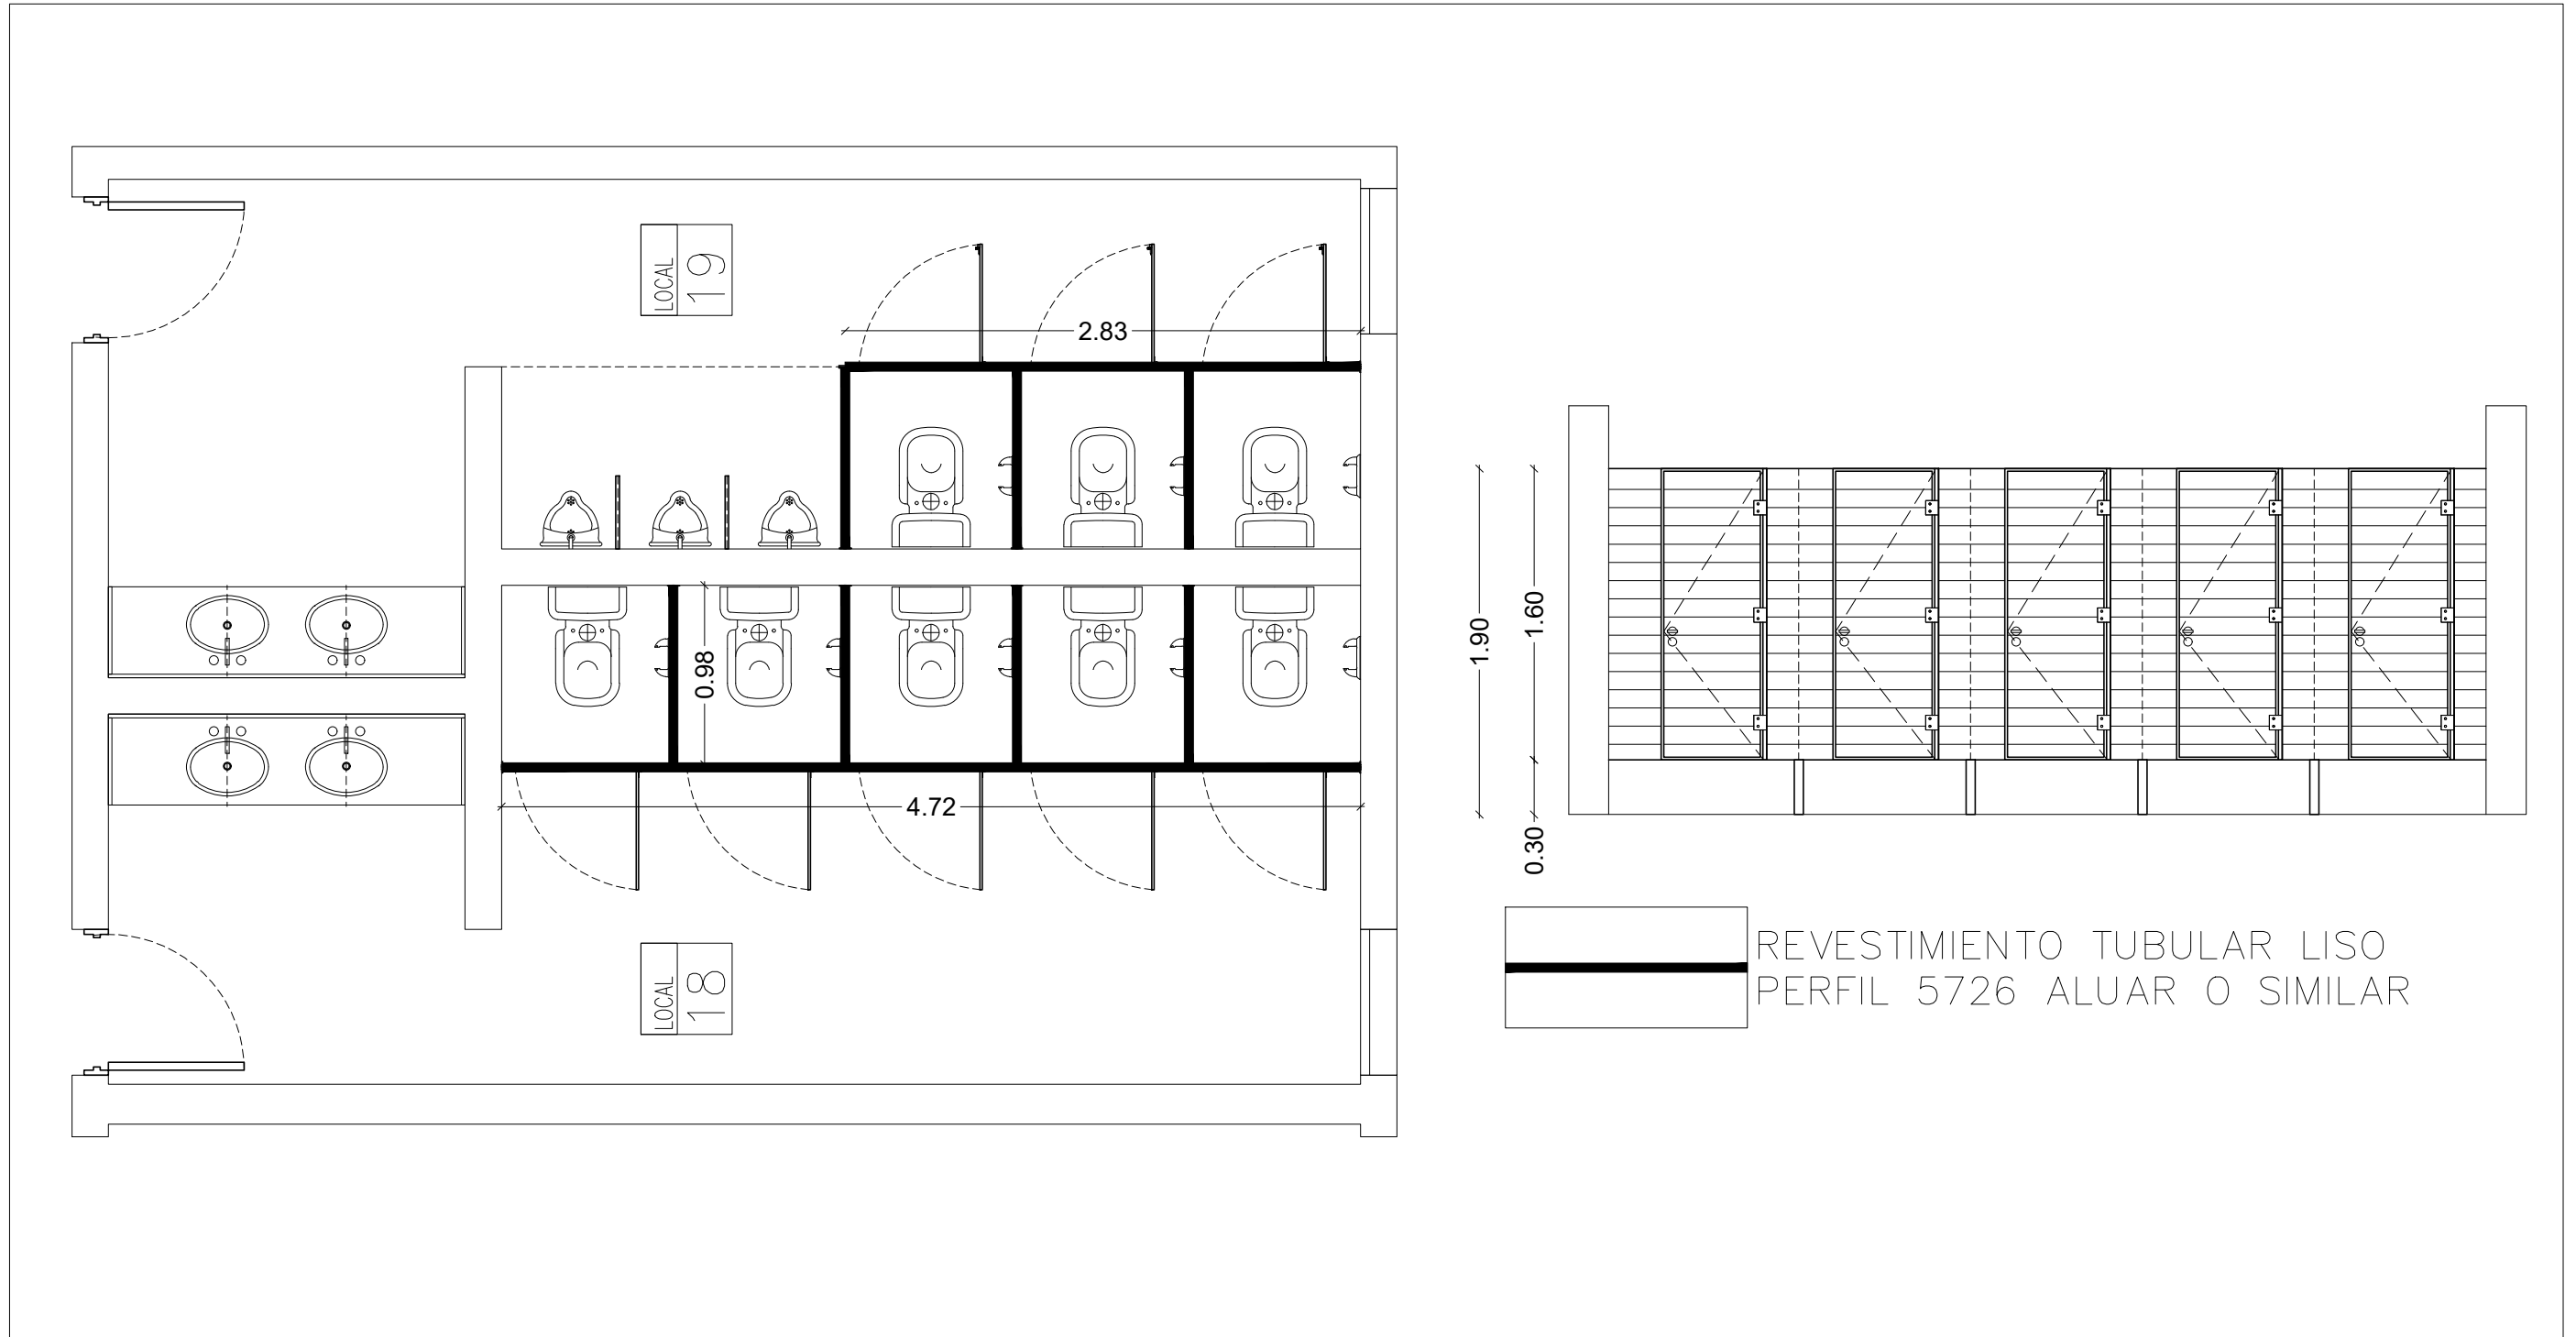 LOCAL
19
2.83
0.98
4.72
LOCAL
18
1.90
1.60
0.30
REVESTIMIENTO TUBULAR LISO
PERFIL 5726 ALUAR O SIMILAR